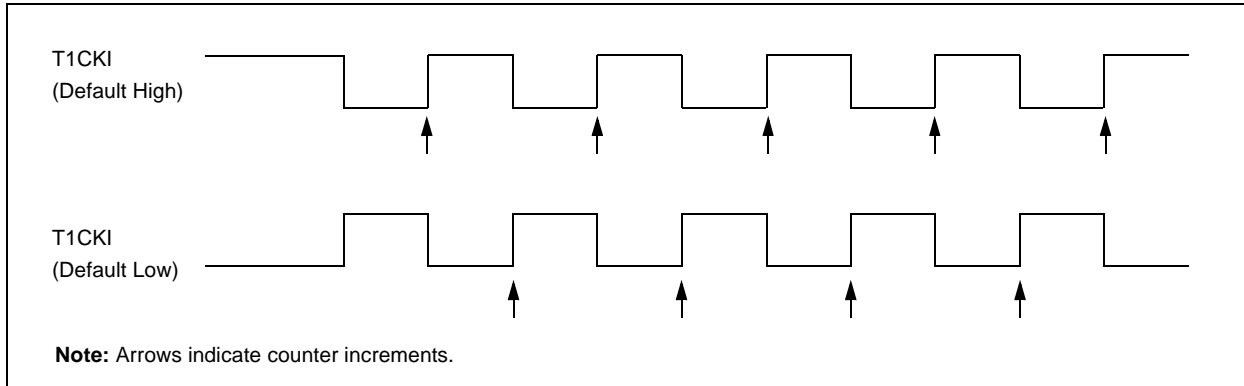 T1CKI
(Default High)
T1CKI
(Default Low)
Note: Arrows indicate counter increments.